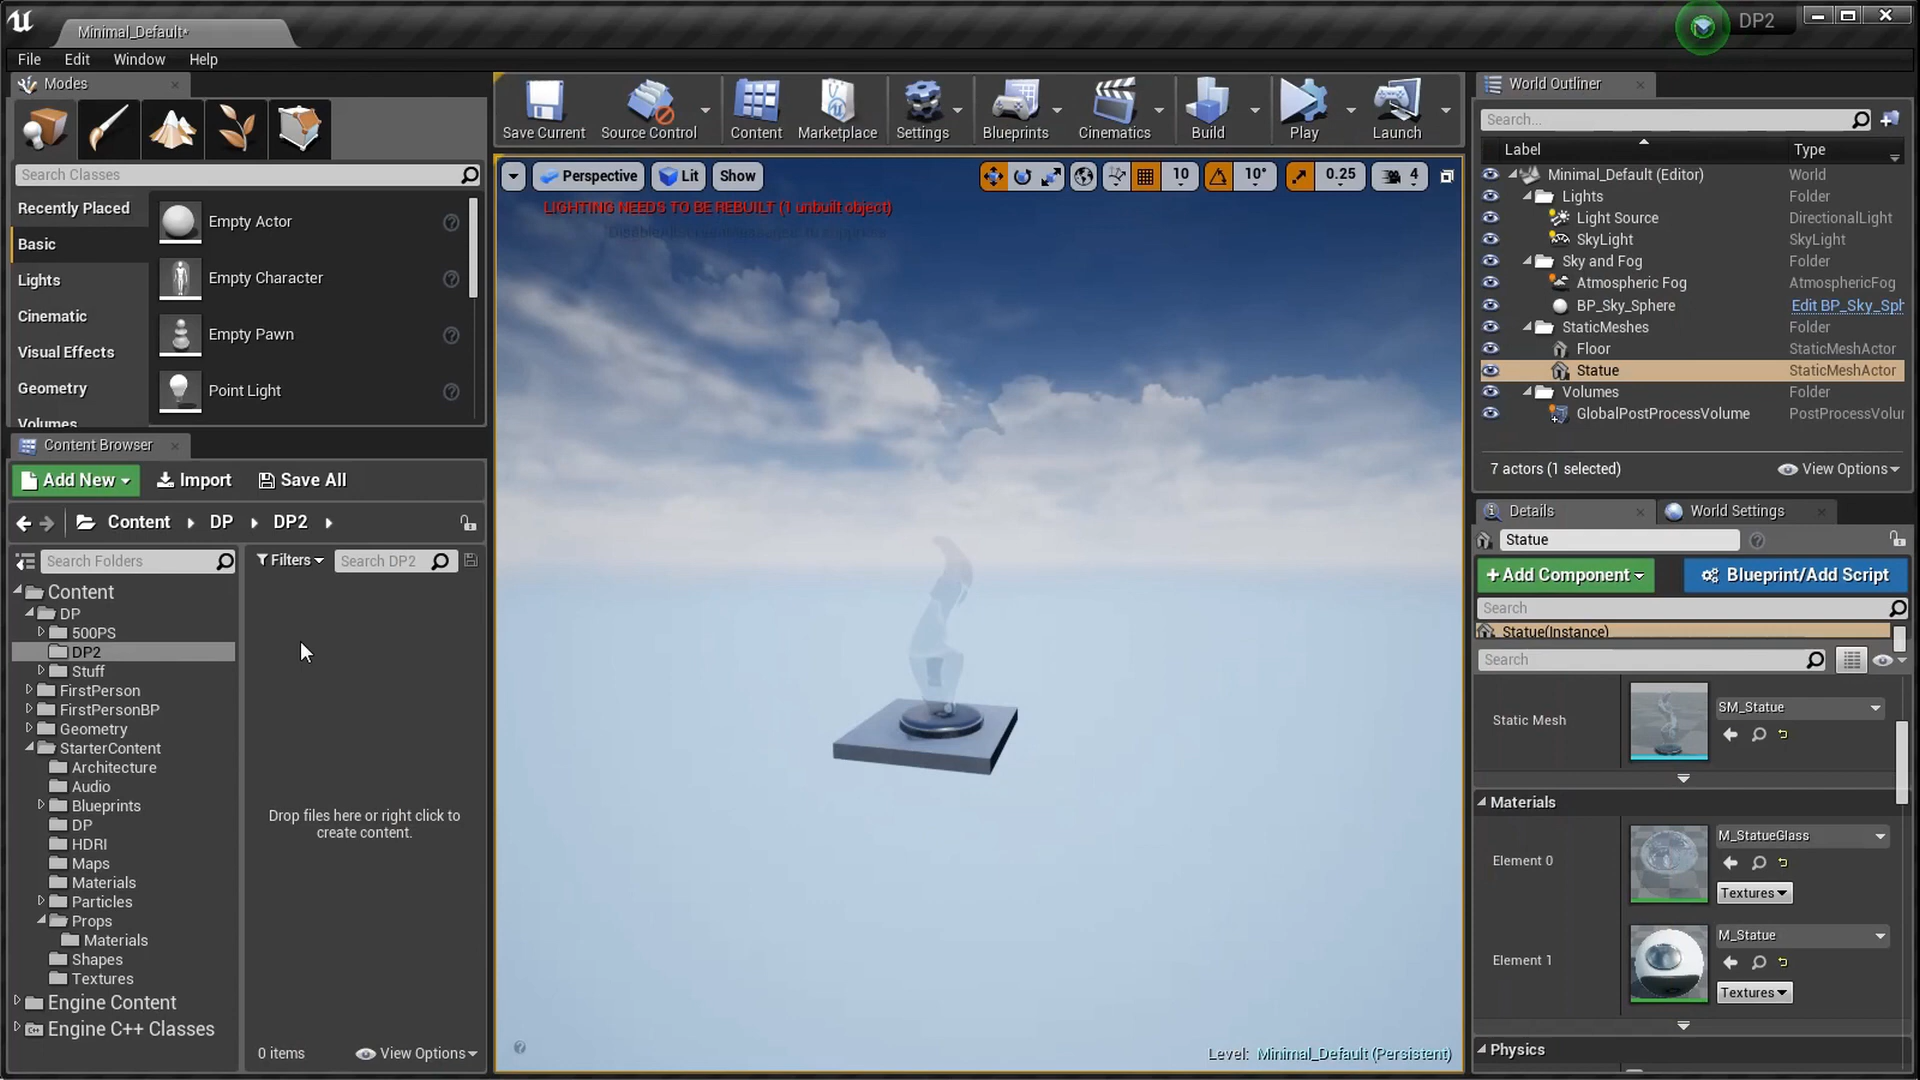 Minimal_Default*
DP2
File Edit Window Help
Modes
Search Classes
Recently Placed
Basic
Lights
Cinematic
Visual Effects
Geometry
Volumes
Empty Actor
Empty Character
Empty Pawn
Point Light
Content Browser
Add New Import Save All
Content DP DP2
Search Folders
Filters Search DP2
Content
DP
500PS
DP2
Stuff
FirstPerson
FirstPersonBP
Geometry
StarterContent
Architecture
Audio
Blueprints
DP
HDRI
Maps
Materials
Particles
Props
Materials
Shapes
Textures
Engine Content
Engine C++ Classes
Drop files here or right click to
create content.
0 items View Options
Save Current Source Control Content Marketplace Settings Blueprints Cinematics Build Play Launch
Perspective Lit Show 10 10° 0.25 4
LIGHTING NEEDS TO BE REBUILT (1 unbuilt object)
Level: Minimal_Default (Persistent)
World Outliner
Search...
Label Type
Minimal_Default (Editor) World
Lights Folder
Light Source DirectionalLight
SkyLight SkyLight
Sky and Fog Folder
Atmospheric Fog AtmosphericFog
BP_Sky_Sphere Edit BP_Sky_Sph
StaticMeshes Folder
Floor StaticMeshActor
Statue StaticMeshActor
Volumes Folder
GlobalPostProcessVolume PostProcessVolu
7 actors (1 selected) View Options
Details World Settings
Statue
+Add Component Blueprint/Add Script
Search
Statue(Instance)
Search
Static Mesh SM_Statue
Materials
Element 0 M_StatueGlass
Textures
Element 1 M_Statue
Textures
Physics